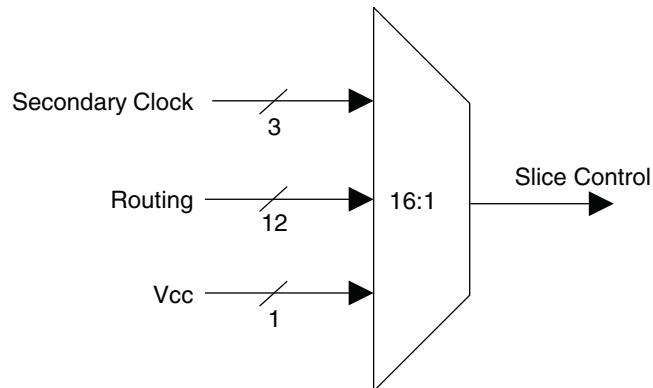 Secondary Clock
3
Routing
12
Vcc
1
16:1
Slice Control